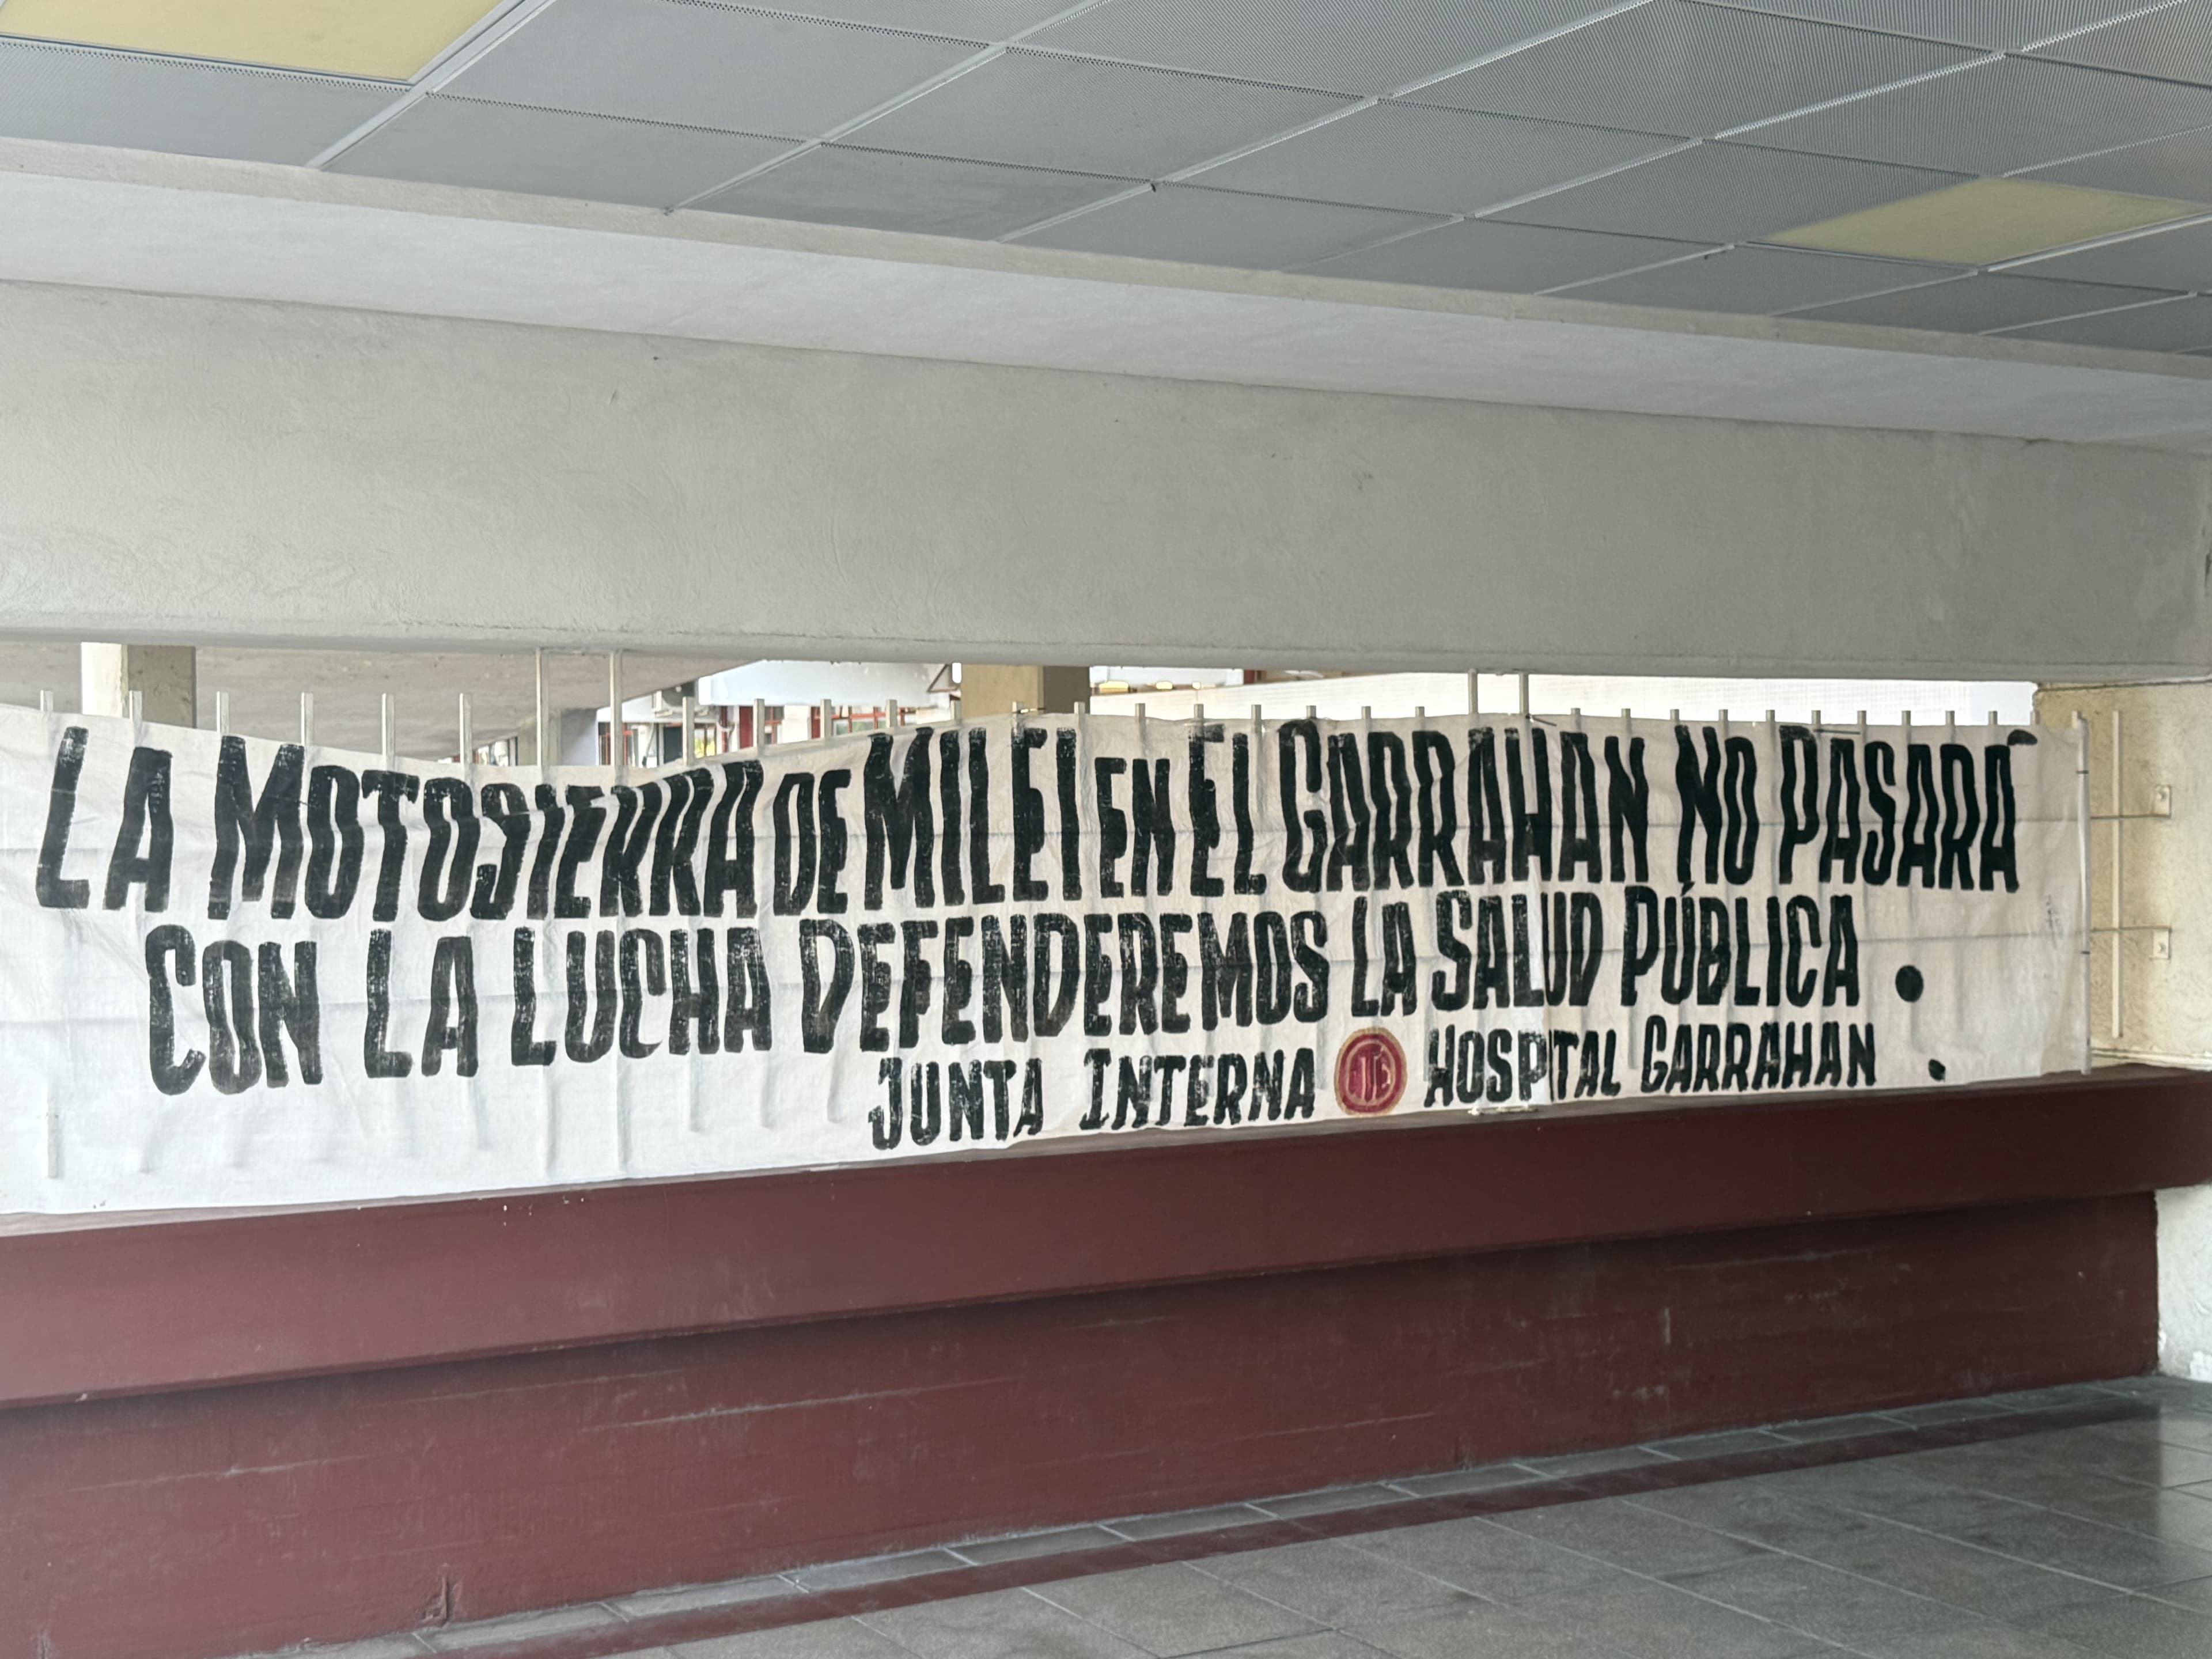 LA MOTOSIERRA DE MILEI EN EL GARRAHAN NO PASARÁ
CON LA LUCHA DEFENDEREMOS LA SALUD PÚBLICA.
JUNTA INTERNA ATE HOSPITAL GARRAHAN.